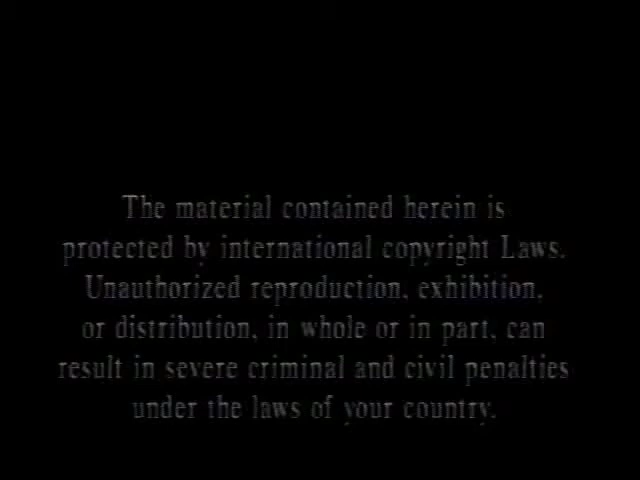 The material contained herein is
protected by international copyright Laws.
Unauthorized reproduction, exhibition,
or distribution, in whole or in part, can
result in severe criminal and civil penalties
under the laws of your country.